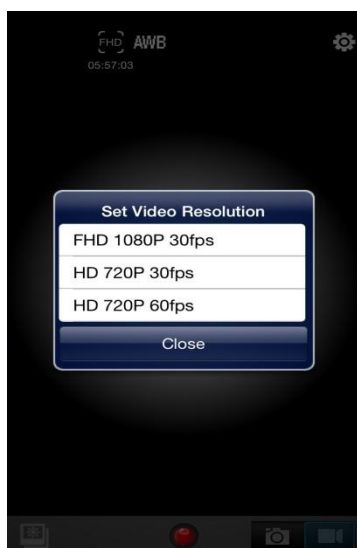 FHD AWB
05:57:03
Set Video Resolution
FHD 1080P 30fps
HD 720P 30fps
HD 720P 60fps
Close